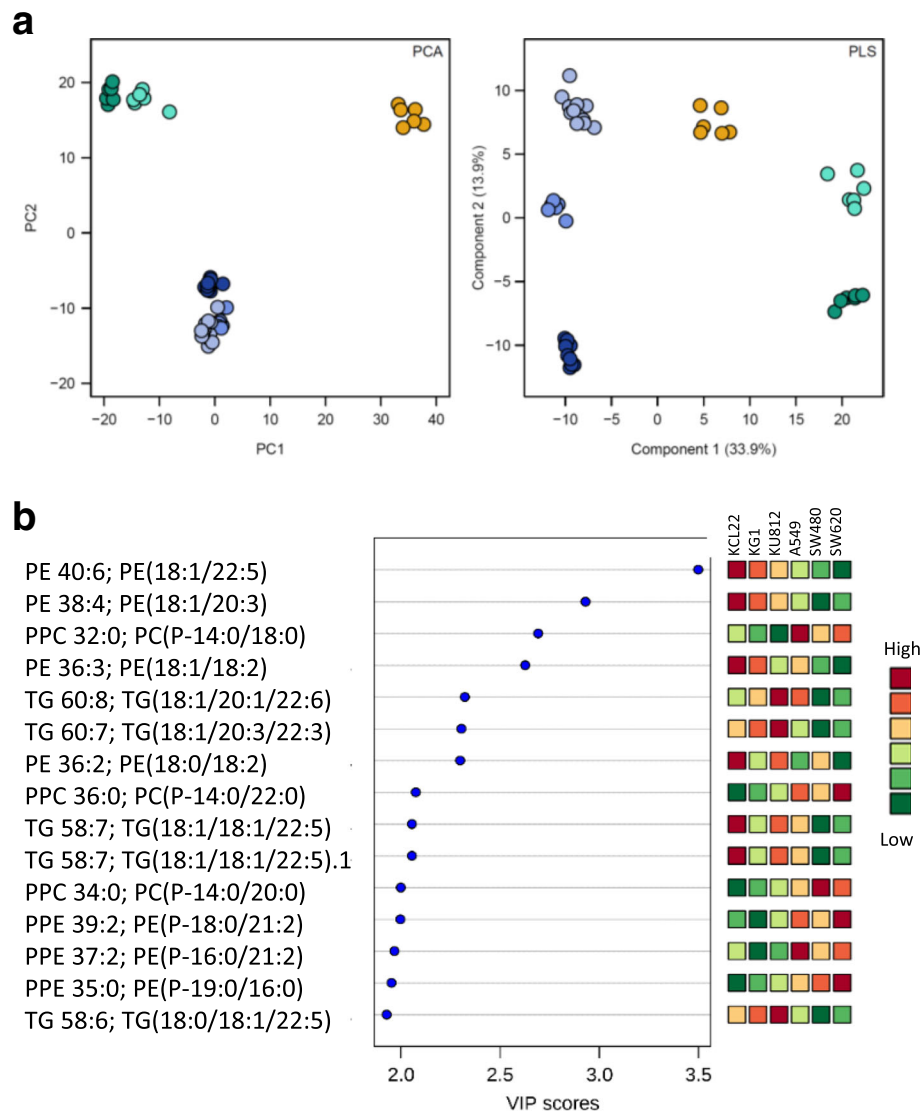 a
PCA
20
10
0
−10
−20
PC2
−20
−10
0
10
20
30
40
PC1
PLS
10
5
0
−5
−10
Component 2 (13.9%)
−10
−5
0
5
10
15
20
Component 1 (33.9%)
b
KCL22
KG1
KU812
A549
SW480
SW620
PE 40:6; PE(18:1/22:5)
PE 38:4; PE(18:1/20:3)
PPC 32:0; PC(P-14:0/18:0)
PE 36:3; PE(18:1/18:2)
TG 60:8; TG(18:1/20:1/22:6)
TG 60:7; TG(18:1/20:3/22:3)
PE 36:2; PE(18:0/18:2)
PPC 36:0; PC(P-14:0/22:0)
TG 58:7; TG(18:1/18:1/22:5)
TG 58:7; TG(18:1/18:1/22:5).1
PPC 34:0; PC(P-14:0/20:0)
PPE 39:2; PE(P-18:0/21:2)
PPE 37:2; PE(P-16:0/21:2)
PPE 35:0; PE(P-19:0/16:0)
TG 58:6; TG(18:0/18:1/22:5)
High
Low
2.0
2.5
3.0
3.5
VIP scores